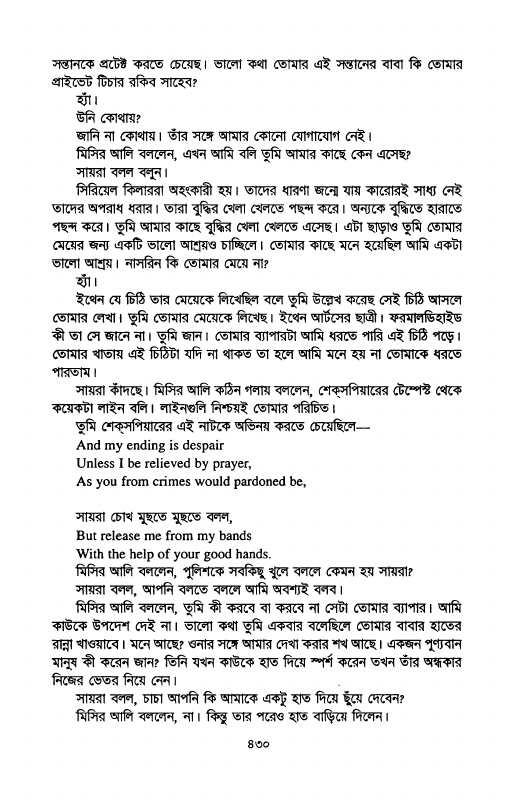 সন্তানকে প্রটেক্ট করতে চেয়েছ। ভালো কথা তোমার এই সন্তানের বাবা কি তোমার
প্রাইভেট টিচার রকিব সাহেব?
হ্যাঁ।
উনি কোথায়?
জানি না কোথায়। তাঁর সঙ্গে আমার কোনো যোগাযোগ নেই।
মিসির আলি বললেন, এখন আমি বলি তুমি আমার কাছে কেন এসেছ?
সায়রা বলল বলুন।
সিরিয়েল কিলাররা অহংকারী হয়। তাদের ধারণা জন্মে যায় কারোরই সাধ্য নেই
তাদের অপরাধ ধরার। তারা বুদ্ধির খেলা খেলতে পছন্দ করে। অন্যকে বুদ্ধিতে হারাতে
পছন্দ করে। তুমি আমার কাছে বুদ্ধির খেলা খেলতে এসেছ। এটা ছাড়াও তুমি তোমার
মেয়ের জন্য একটি ভালো আশ্রয়ও চাচ্ছিলে। তোমার কাছে মনে হয়েছিল আমি একটা
ভালো আশ্রয়। নাসরিন কি তোমার মেয়ে না?
হ্যাঁ।
ইথেন যে চিঠি তার মেয়েকে লিখেছিল বলে তুমি উল্লেখ করেছ সেই চিঠি আসলে
তোমার লেখা। তুমি তোমার মেয়েকে লিখেছ। ইথেন আর্টসের ছাত্রী। ফরমালডিহাইড
কী তা সে জানে না। তুমি জান। তোমার ব্যাপারটা আমি ধরতে পারি এই চিঠি পড়ে।
তোমার খাতায় এই চিঠিটা যদি না থাকত তা হলে আমি মনে হয় না তোমাকে ধরতে
পারতাম।
সায়রা কাঁদছে। মিসির আলি কঠিন গলায় বললেন, শেক্‌সপিয়ারের টেম্পেস্ট থেকে
কয়েকটা লাইন বলি। লাইনগুলি নিশ্চয়ই তোমার পরিচিত।
তুমি শেক্‌সপিয়ারের এই নাটকে অভিনয় করতে চেয়েছিলে—
And my ending is despair
Unless I be relieved by prayer,
As you from crimes would pardoned be,
সায়রা চোখ মুছতে মুছতে বলল,
But release me from my bands
With the help of your good hands.
মিসির আলি বললেন, পুলিশকে সবকিছু খুলে বললে কেমন হয় সায়রা?
সায়রা বলল, আপনি বলতে বললে আমি অবশ্যই বলব।
মিসির আলি বললেন, তুমি কী করবে বা করবে না সেটা তোমার ব্যাপার। আমি
কাউকে উপদেশ দেই না। ভালো কথা তুমি একবার বলেছিলে তোমার বাবার হাতের
রান্না খাওয়াবে। মনে আছে? ওনার সঙ্গে আমার দেখা করার শখ আছে। একজন পুণ্যবান
মানুষ কী করেন জান? তিনি যখন কাউকে হাত দিয়ে স্পর্শ করেন তখন তাঁর অন্ধকার
নিজের ভেতর নিয়ে নেন।
সায়রা বলল, চাচা আপনি কি আমাকে একটু হাত দিয়ে ছুঁয়ে দেবেন?
মিসির আলি বললেন, না। কিন্তু তার পরেও হাত বাড়িয়ে দিলেন।
৪৩০